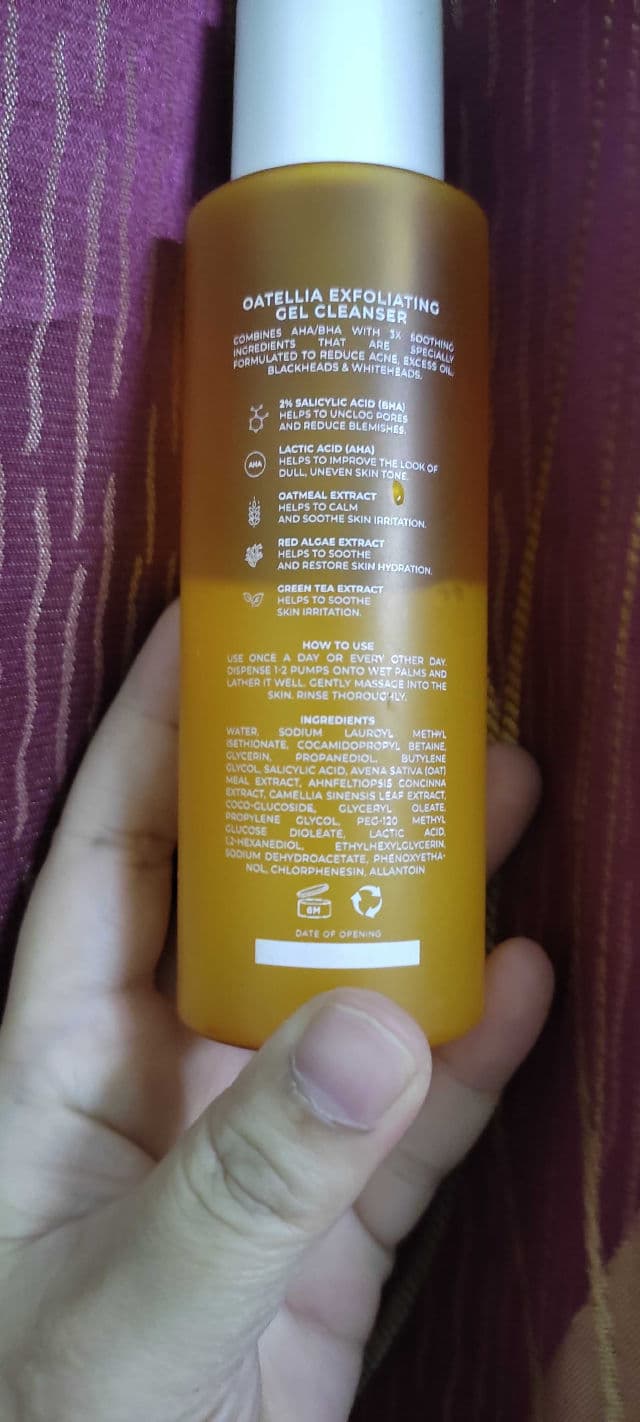 OATELLIA EXFOLIATING
GEL CLEANSER
COMBINES AHA/BHA WITH 3X SOOTHING
INGREDIENTS THAT ARE SPECIALLY
FORMULATED TO REDUCE ACNE, EXCESS OIL,
BLACKHEADS & WHITEHEADS.
2% SALICYLIC ACID (BHA)
HELPS TO UNCLOG PORES
AND REDUCE BLEMISHES.
AHA
LACTIC ACID (AHA)
HELPS TO IMPROVE THE LOOK OF
DULL, UNEVEN SKIN TONE.
OATMEAL EXTRACT
HELPS TO CALM
AND SOOTHE SKIN IRRITATION.
RED ALGAE EXTRACT
HELPS TO SOOTHE
AND RESTORE SKIN HYDRATION.
GREEN TEA EXTRACT
HELPS TO SOOTHE
SKIN IRRITATION.
HOW TO USE
USE ONCE A DAY OR EVERY OTHER DAY.
DISPENSE 1-2 PUMPS ONTO WET PALMS AND
LATHER IT WELL. GENTLY MASSAGE INTO THE
SKIN. RINSE THOROUGHLY.
INGREDIENTS
WATER, SODIUM LAUROYL METHYL
ISETHIONATE, COCAMIDOPROPYL BETAINE,
GLYCERIN, PROPANEDIOL, BUTYLENE
GLYCOL, SALICYLIC ACID, AVENA SATIVA (OAT)
MEAL EXTRACT, AHNFELTIOPSIS CONCINNA
EXTRACT, CAMELLIA SINENSIS LEAF EXTRACT,
COCO-GLUCOSIDE, GLYCERYL OLEATE,
PROPYLENE GLYCOL, PEG-120 METHYL
GLUCOSE DIOLEATE, LACTIC ACID,
1,2-HEXANEDIOL, ETHYLHEXYLGLYCERIN,
SODIUM DEHYDROACETATE, PHENOXYETHA-
NOL, CHLORPHENESIN, ALLANTOIN
6M
DATE OF OPENING